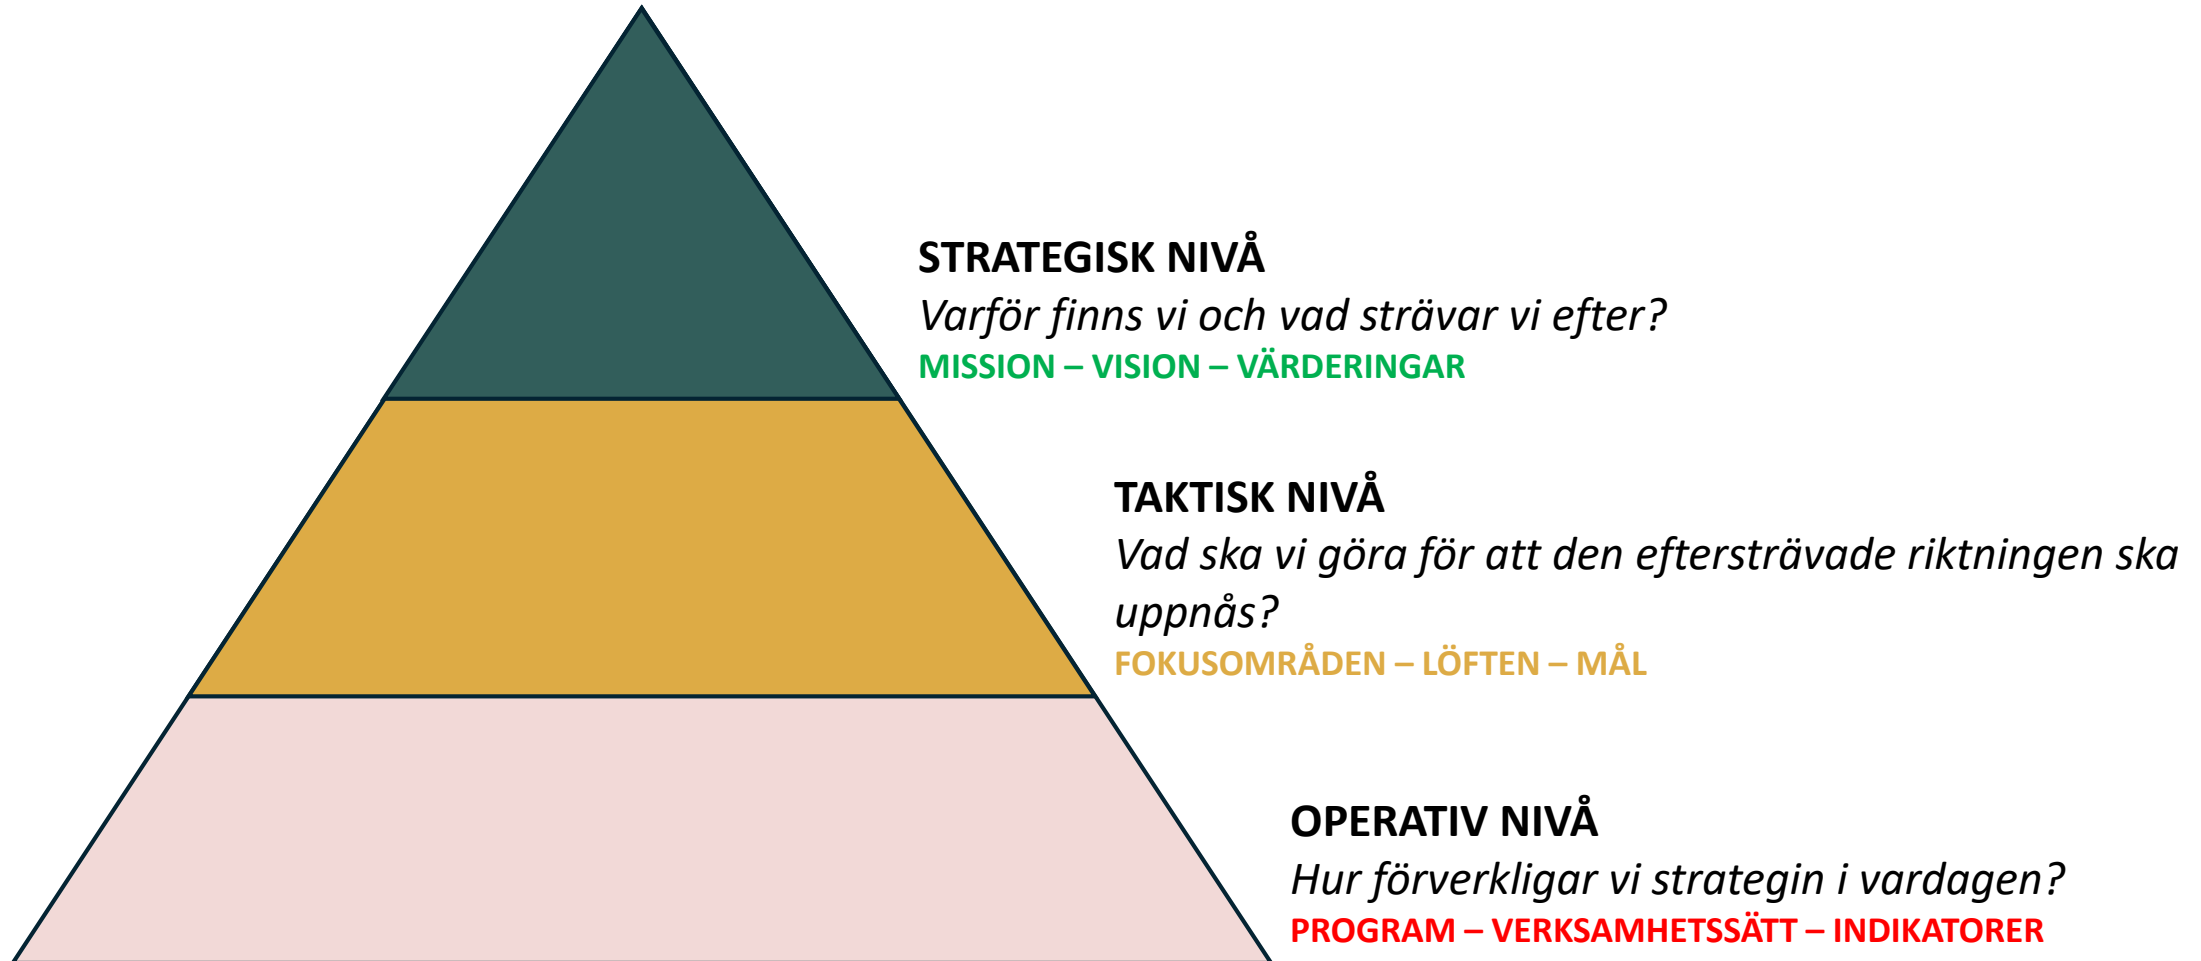 STRATEGISK NIVÅ
Varför finns vi och vad strävar vi efter?
MISSION – VISION – VÄRDERINGAR
TAKTISK NIVÅ
Vad ska vi göra för att den eftersträvade riktningen ska
uppnås?
FOKUSOMRÅDEN – LÖFTEN – MÅL
OPERATIV NIVÅ
Hur förverkligar vi strategin i vardagen?
PROGRAM – VERKSAMHETSSÄTT – INDIKATORER